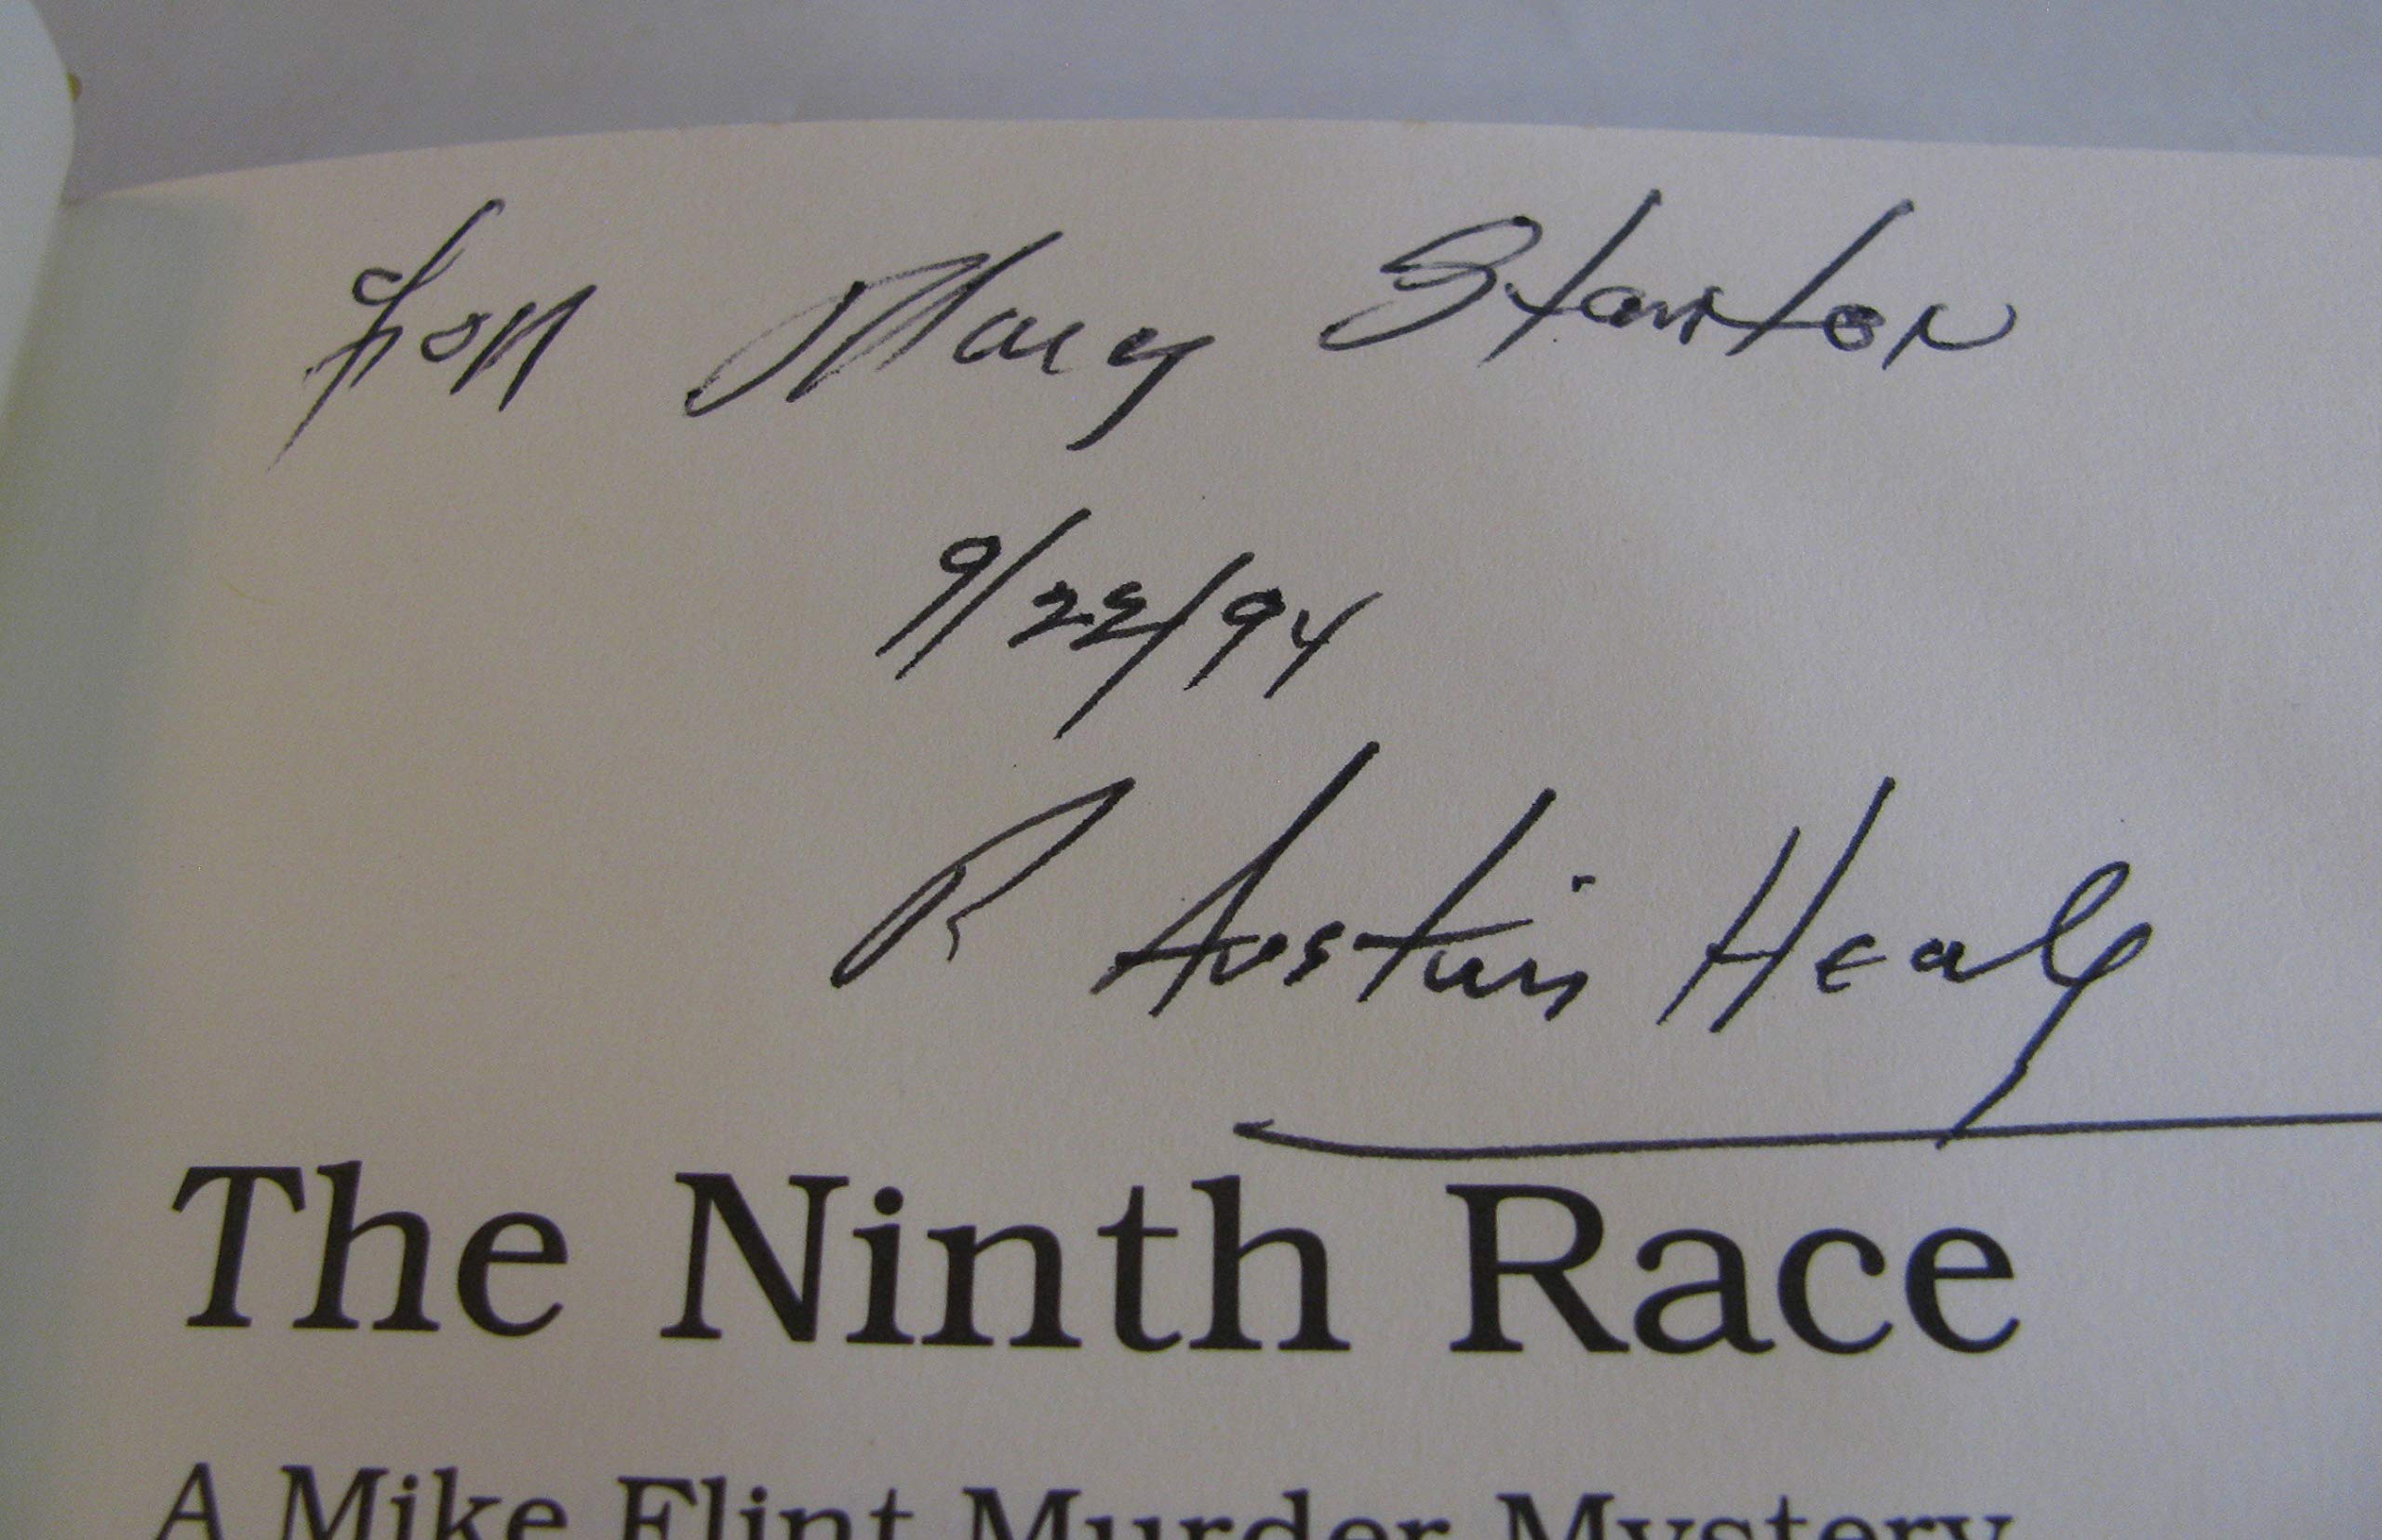 For Mary Stanton
9/22/94
R Austin Healy
The Ninth Race
A Mike Flint Murder Mystery